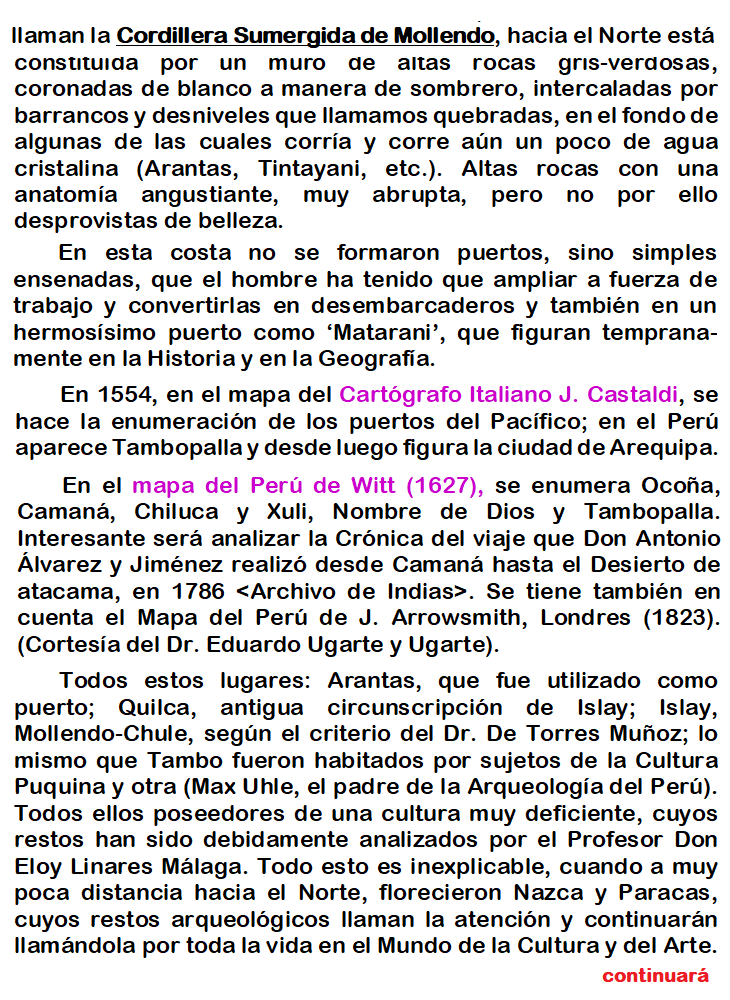 llaman la Cordillera Sumergida de Mollendo, hacia el Norte está
constituida por un muro de altas rocas gris-verdosas,
coronadas de blanco a manera de sombrero, intercaladas por
barrancos y desniveles que llamamos quebradas, en el fondo de
algunas de las cuales corría y corre aún un poco de agua
cristalina (Arantas, Tintayani, etc.). Altas rocas con una
anatomía angustiante, muy abrupta, pero no por ello
desprovistas de belleza.
En esta costa no se formaron puertos, sino simples
ensenadas, que el hombre ha tenido que ampliar a fuerza de
trabajo y convertirlas en desembarcaderos y también en un
hermosísimo puerto como ‘Matarani’, que figuran temprana-
mente en la Historia y en la Geografía.
En 1554, en el mapa del Cartógrafo Italiano J. Castaldi, se
hace la enumeración de los puertos del Pacífico; en el Perú
aparece Tambopalla y desde luego figura la ciudad de Arequipa.
En el mapa del Perú de Witt (1627), se enumera Ocoña,
Camaná, Chiluca y Xuli, Nombre de Dios y Tambopalla.
Interesante será analizar la Crónica del viaje que Don Antonio
Álvarez y Jiménez realizó desde Camaná hasta el Desierto de
atacama, en 1786 <Archivo de Indias>. Se tiene también en
cuenta el Mapa del Perú de J. Arrowsmith, Londres (1823).
(Cortesía del Dr. Eduardo Ugarte y Ugarte).
Todos estos lugares: Arantas, que fue utilizado como
puerto; Quilca, antigua circunscripción de Islay; Islay,
Mollendo-Chule, según el criterio del Dr. De Torres Muñoz; lo
mismo que Tambo fueron habitados por sujetos de la Cultura
Puquina y otra (Max Uhle, el padre de la Arqueología del Perú).
Todos ellos poseedores de una cultura muy deficiente, cuyos
restos han sido debidamente analizados por el Profesor Don
Eloy Linares Málaga. Todo esto es inexplicable, cuando a muy
poca distancia hacia el Norte, florecieron Nazca y Paracas,
cuyos restos arqueológicos llaman la atención y continuarán
llamándola por toda la vida en el Mundo de la Cultura y del Arte.
continuará